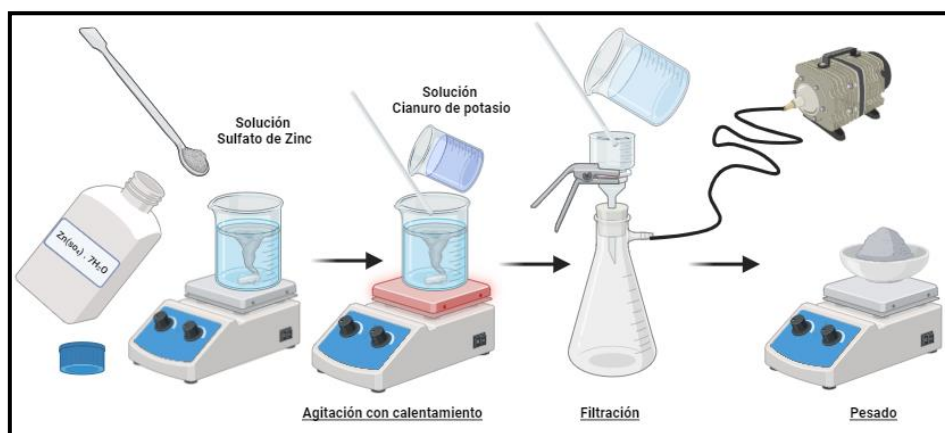 Solución
Sulfato de Zinc
Solución
Cianuro de potasio
Zn(so₄) . 7H₂O
Agitación con calentamiento
Filtración
Pesado